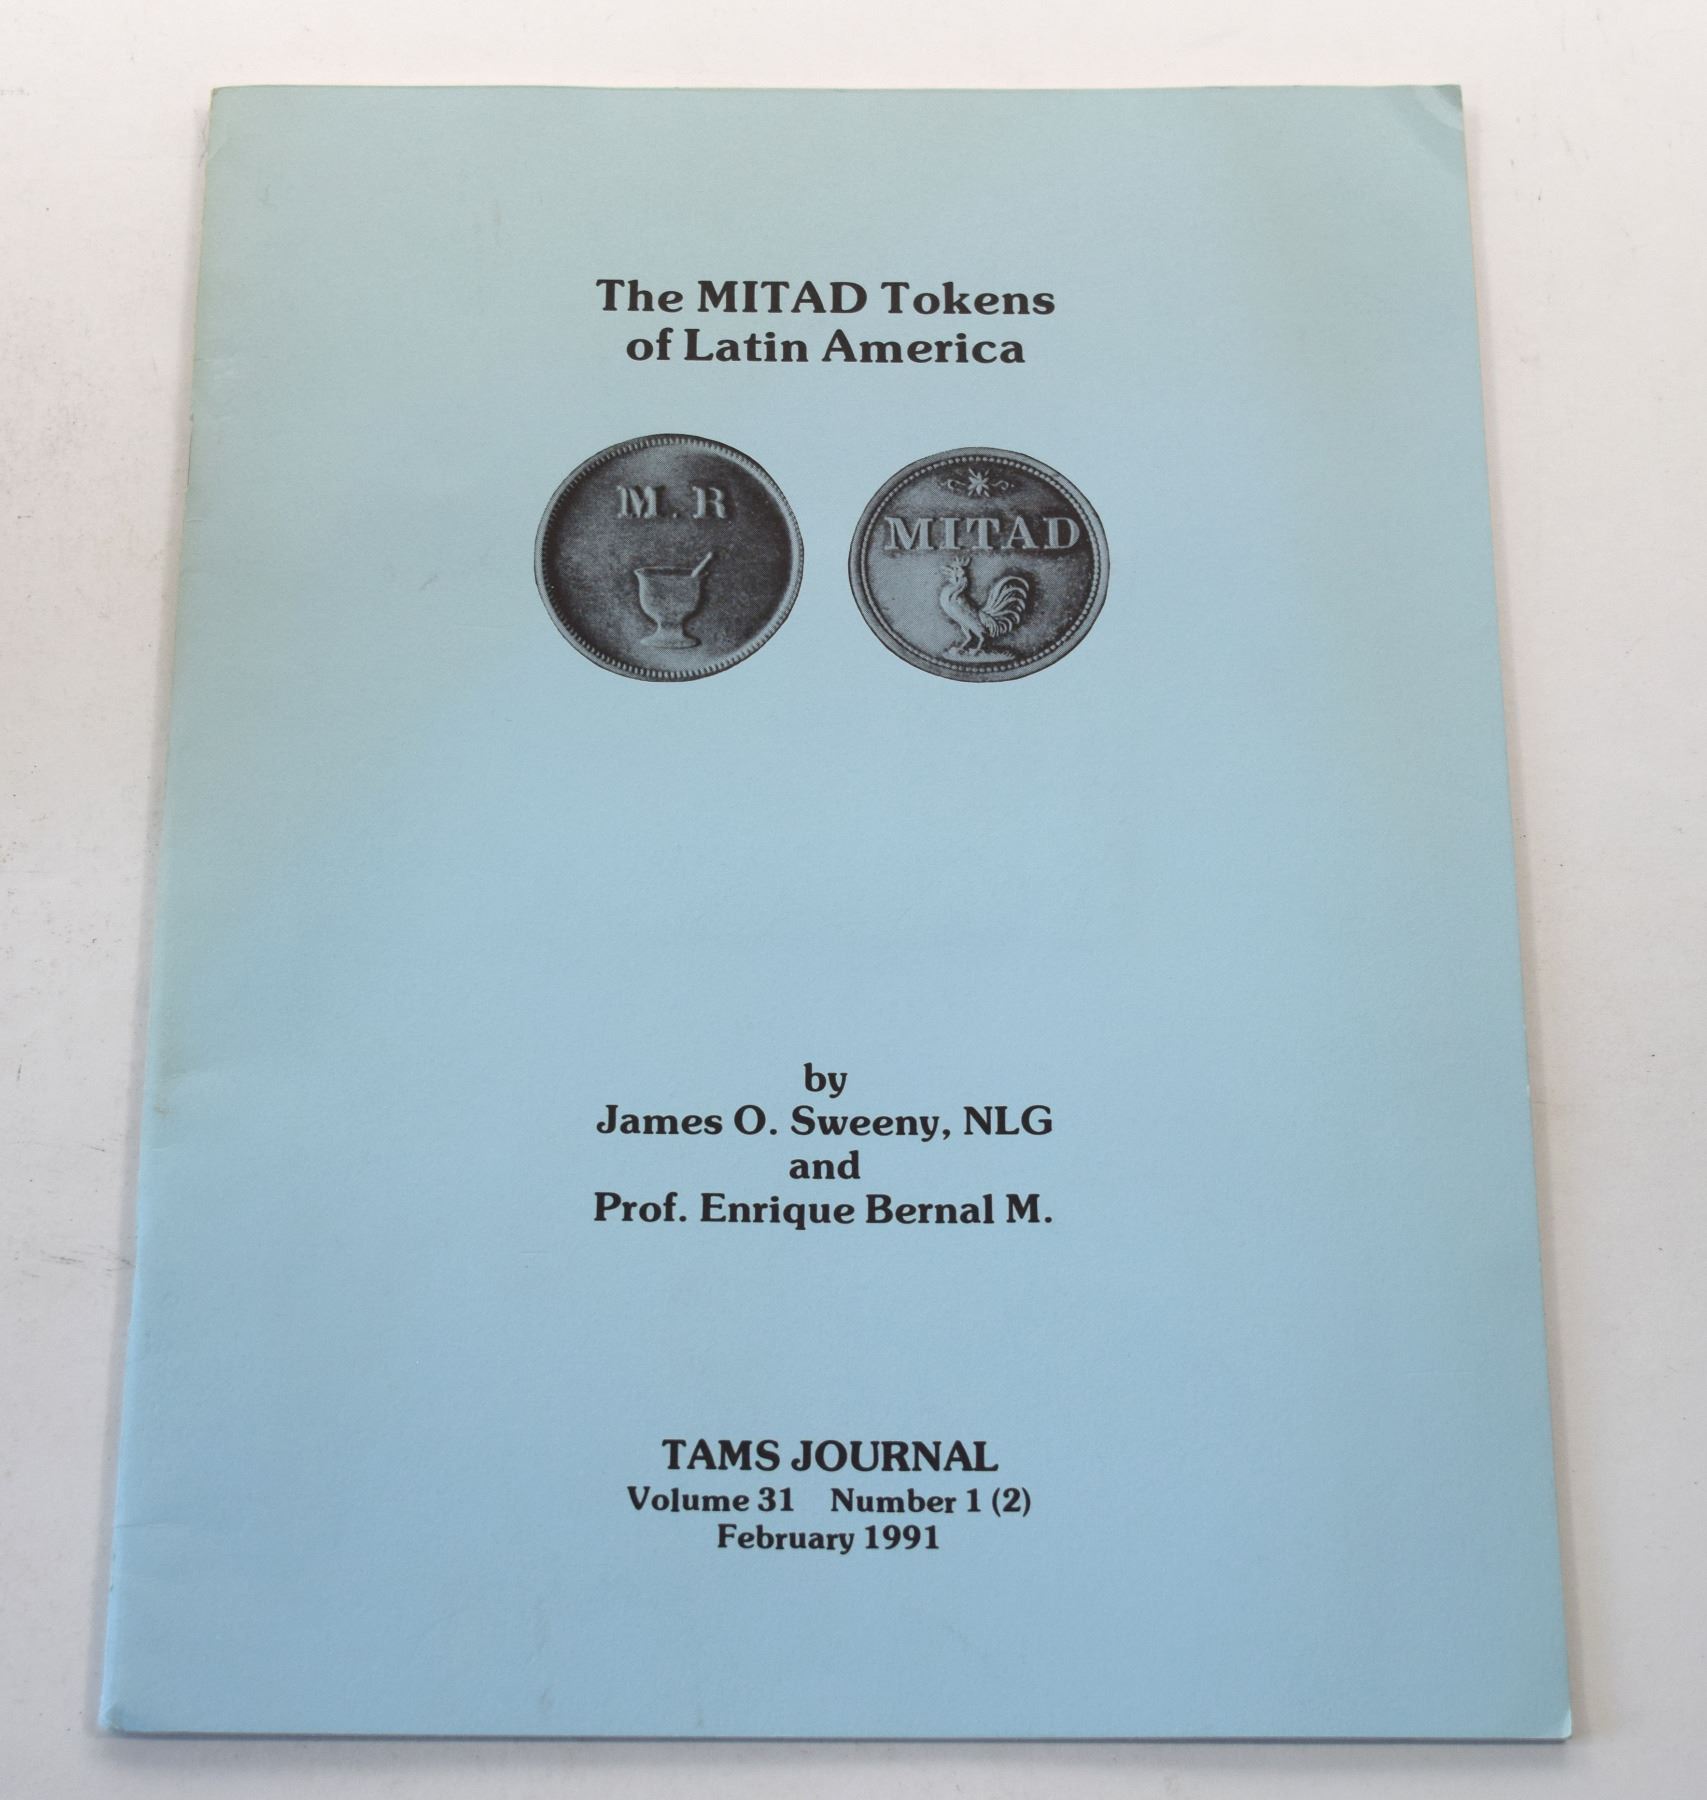 The MITAD Tokens
of Latin America
M. R
MITAD
by
James O. Sweeny, NLG
and
Prof. Enrique Bernal M.
TAMS JOURNAL
Volume 31 Number 1 (2)
February 1991